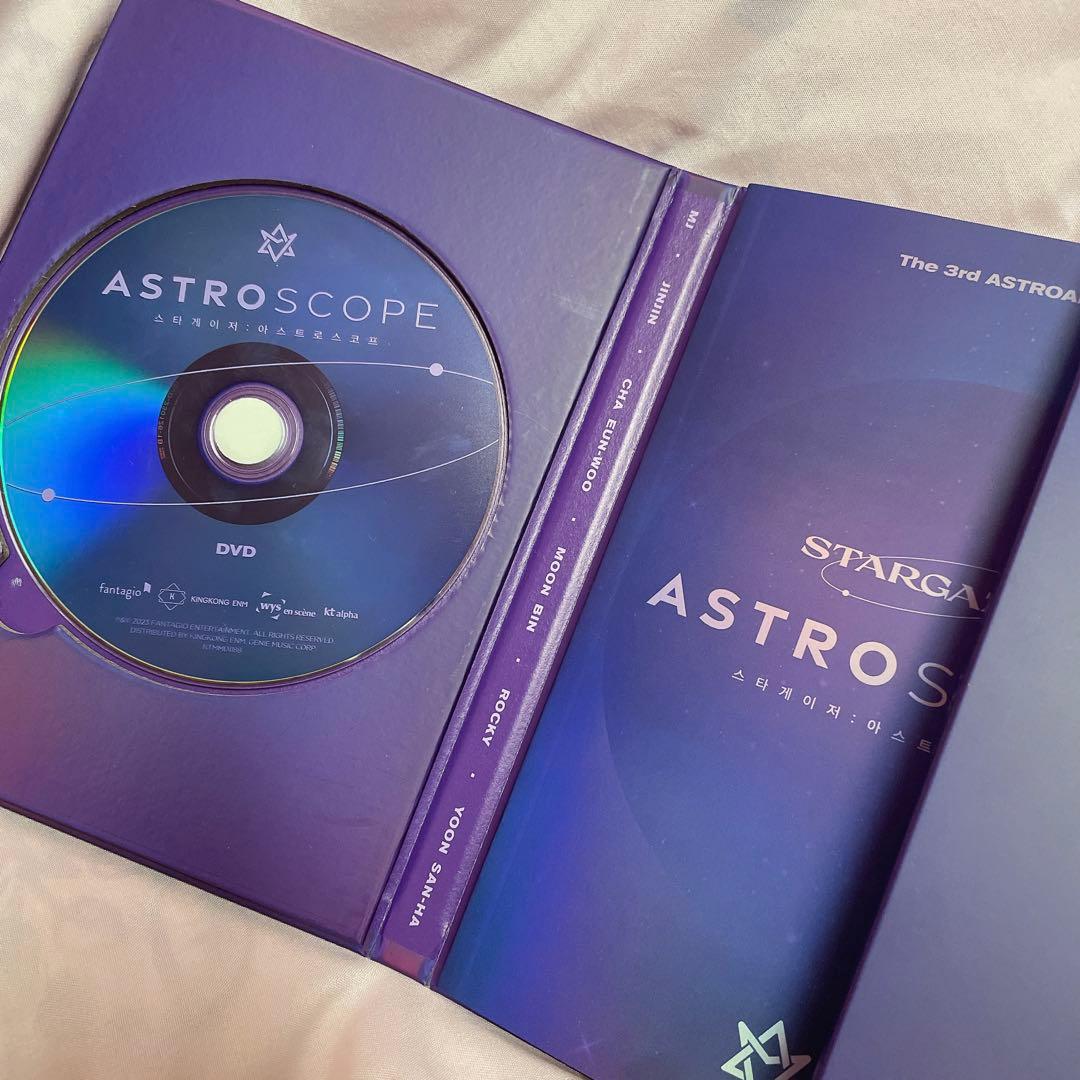 ASTROSCOPE
스타게이저:아스트로스코프
DVD
fantagio
K
KINGKONG ENM
wys en scène
kt alpha
2023 FANTAGIO ENTERTAINMENT. ALL RIGHTS RESERVED.
DISTRIBUTED BY KINGKONG ENM, GENIE MUSIC CORP.
MJ · JINJIN · CHA EUN-WOO · MOON BIN · ROCKY · YOON SAN-HA
The 3rd ASTROA
STARGA
ASTROS
스타게이저:아스트